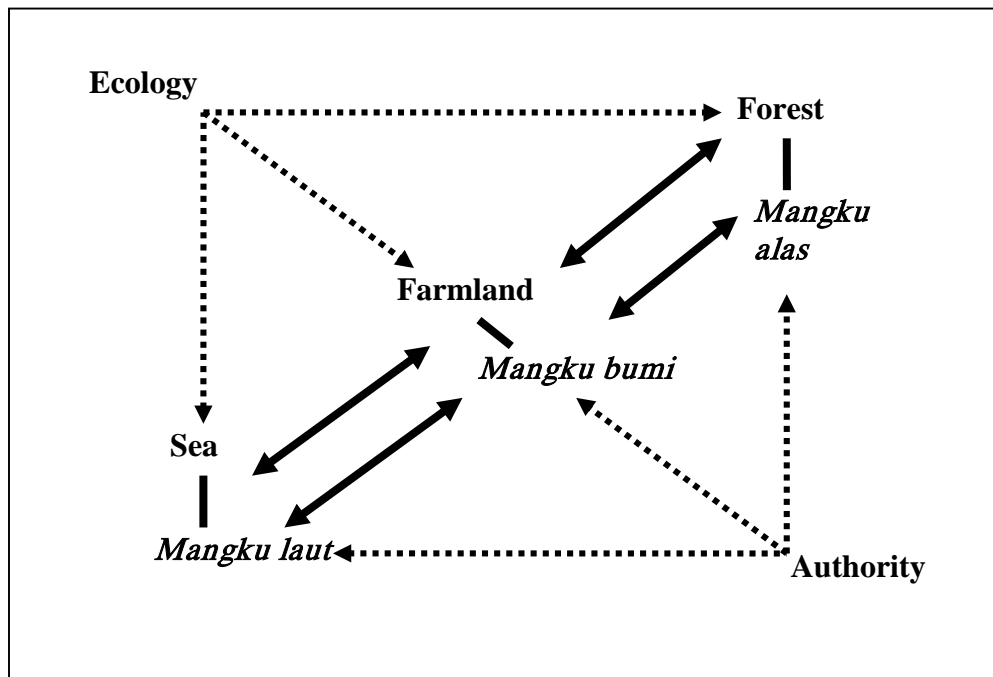 Ecology
Forest
Mangku
alas
Farmland
Mangku bumi
Sea
Mangku laut
Authority